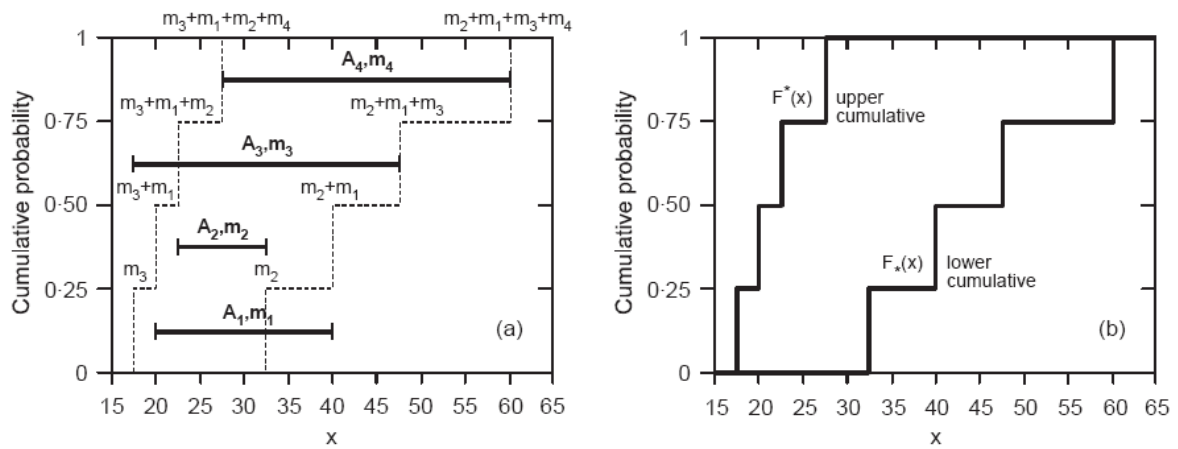 m3+m1+m2+m4
m2+m1+m3+m4
1
A4,m4
m3+m1+m2
m2+m1+m3
0·75
A3,m3
m3+m1
m2+m1
0·50
A2,m2
m3
m2
0·25
A1,m1
(a)
0
15 20 25 30 35 40 45 50 55 60 65
x
Cumulative probability
1
F*(x)
upper
cumulative
0·75
0·50
F*(x)
lower
cumulative
0·25
(b)
0
15 20 25 30 35 40 45 50 55 60 65
x
Cumulative probability